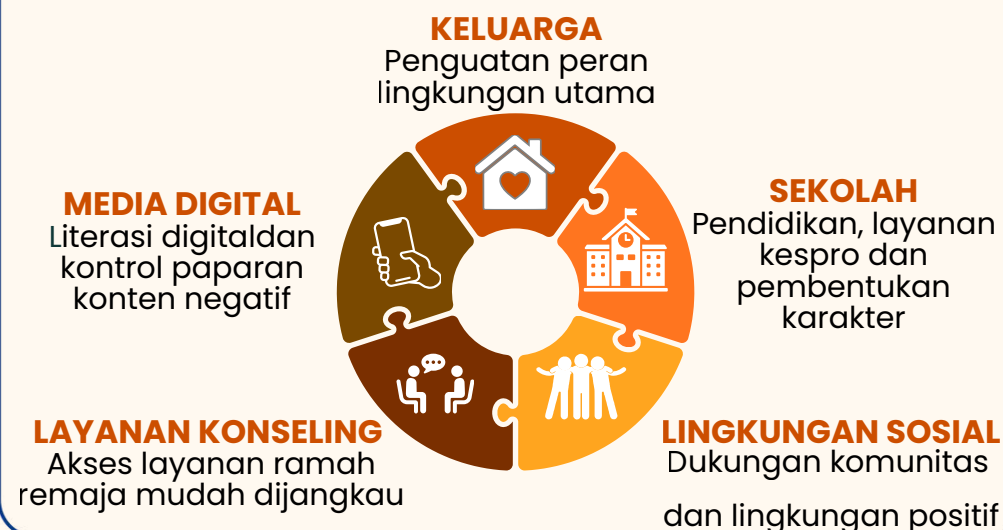 KELUARGA
Penguatan peran
lingkungan utama
SEKOLAH
Pendidikan, layanan
kespro dan
pembentukan
karakter
LINGKUNGAN SOSIAL
Dukungan komunitas
dan lingkungan positif
LAYANAN KONSELING
Akses layanan ramah
remaja mudah dijangkau
MEDIA DIGITAL
Literasi digitaldan
kontrol paparan
konten negatif